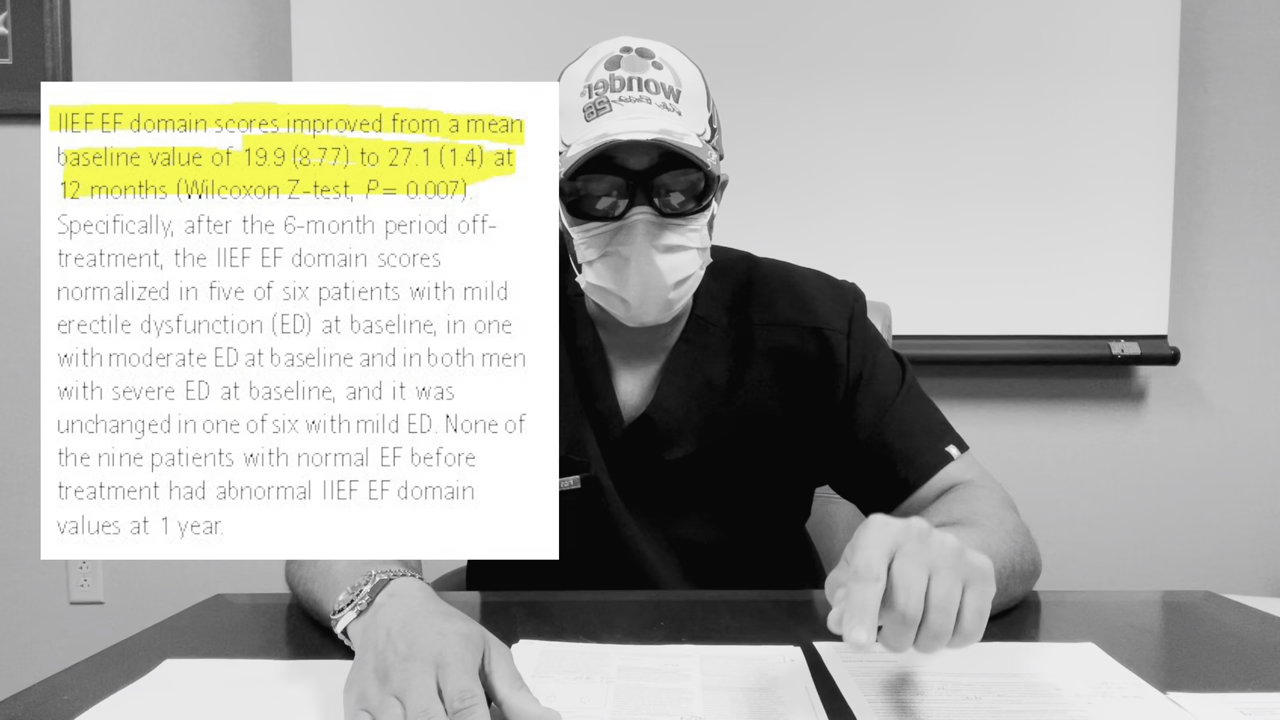 IIEF EF domain scores improved from a mean
baseline value of 19.9 (8.77) to 27.1 (1.4) at
12 months (Wilcoxon Z-test, P = 0.007).
Specifically, after the 6-month period off-
treatment, the IIEF EF domain scores
normalized in five of six patients with mild
erectile dysfunction (ED) at baseline, in one
with moderate ED at baseline and in both men
with severe ED at baseline, and it was
unchanged in one of six with mild ED. None of
the nine patients with normal EF before
treatment had abnormal IIEF EF domain
values at 1 year.
wonder
26